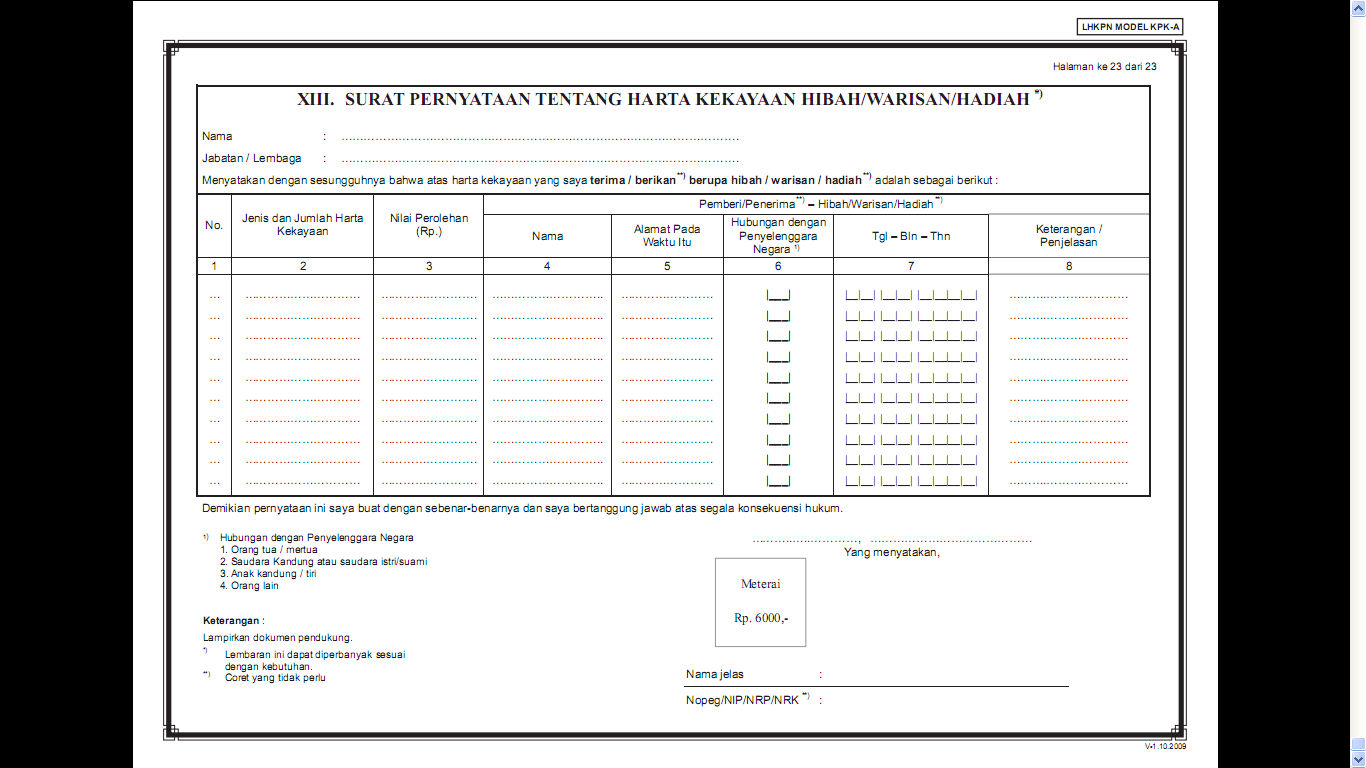 LHKPN MODEL KPK-A
Halaman ke 23 dari 23
XIII. SURAT PERNYATAAN TENTANG HARTA KEKAYAAN HIBAH/WARISAN/HADIAH *)
Nama : ....................................................................................................
Jabatan / Lembaga : ....................................................................................................
Menyatakan dengan sesungguhnya bahwa atas harta kekayaan yang saya terima / berikan**) berupa hibah / warisan / hadiah**) adalah sebagai berikut :
No.
Jenis dan Jumlah Harta
Kekayaan
Nilai Perolehan
(Rp.)
Pemberi/Penerima**) – Hibah/Warisan/Hadiah**)
Nama
Alamat Pada
Waktu Itu
Hubungan dengan
Penyelenggara
Negara 1)
Tgl – Bln – Thn
Keterangan /
Penjelasan
1 2 3 4 5 6 7 8
Demikian pernyataan ini saya buat dengan sebenar-benarnya dan saya bertanggung jawab atas segala konsekuensi hukum.
1) Hubungan dengan Penyelenggara Negara
1. Orang tua / mertua
2. Saudara Kandung atau saudara istri/suami
3. Anak kandung / tiri
4. Orang lain
Keterangan :
Lampirkan dokumen pendukung.
*) Lembaran ini dapat diperbanyak sesuai
dengan kebutuhan.
**) Coret yang tidak perlu
............................, ..........................................
Yang menyatakan,
Meterai
Rp. 6000,-
Nama jelas :
Nopeg/NIP/NRP/NRK **) :
V-1.10.2009